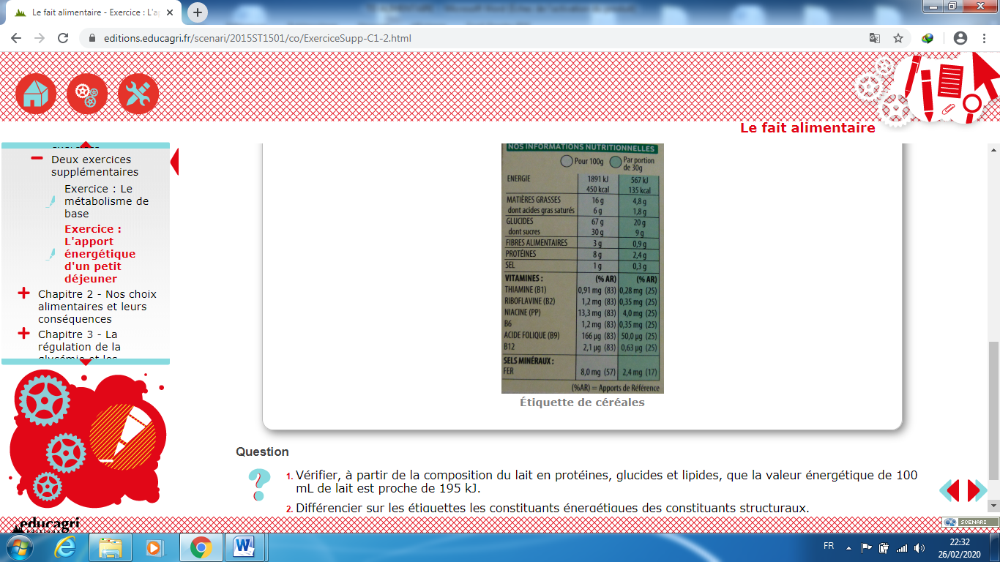 Le fait alimentaire - Exercice : L'ap
editions.educagri.fr/scenari/2015ST1501/co/ExerciceSupp-C1-2.html
Le fait alimentaire
Deux exercices
supplémentaires
Exercice : Le
métabolisme de
base
Exercice :
L'apport
énergétique
d'un petit
déjeuner
Chapitre 2 - Nos choix
alimentaires et leurs
conséquences
Chapitre 3 - La
régulation de la
glycémie et les
NOS INFORMATIONS NUTRITIONNELLES
Pour 100g Par portion
de 30g
ENERGIE 1891 kJ 567 kJ
450 kcal 135 kcal
MATIÈRES GRASSES 16 g 4,8 g
dont acides gras saturés 6 g 1,8 g
GLUCIDES 67 g 20 g
dont sucres 30 g 9 g
FIBRES ALIMENTAIRES 3 g 0,9 g
PROTÉINES 8 g 2,4 g
SEL 1 g 0,3 g
VITAMINES : (% AR) (% AR)
THIAMINE (B1) 0,91 mg (83) 0,28 mg (25)
RIBOFLAVINE (B2) 1,2 mg (83) 0,35 mg (25)
NIACINE (PP) 13,3 mg (83) 4,0 mg (25)
B6 1,2 mg (83) 0,35 mg (25)
ACIDE FOLIQUE (B9) 166 µg (83) 50,0 µg (25)
B12 2,1 µg (83) 0,63 µg (25)
SELS MINÉRAUX :
FER 8,0 mg (57) 2,4 mg (17)
(%AR) = Apports de Référence
Étiquette de céréales
Question
1. Vérifier, à partir de la composition du lait en protéines, glucides et lipides, que la valeur énergétique de 100
mL de lait est proche de 195 kJ.
2. Différencier sur les étiquettes les constituants énergétiques des constituants structuraux.
educagri
editions
SCENARI
FR
22:32
26/02/2020